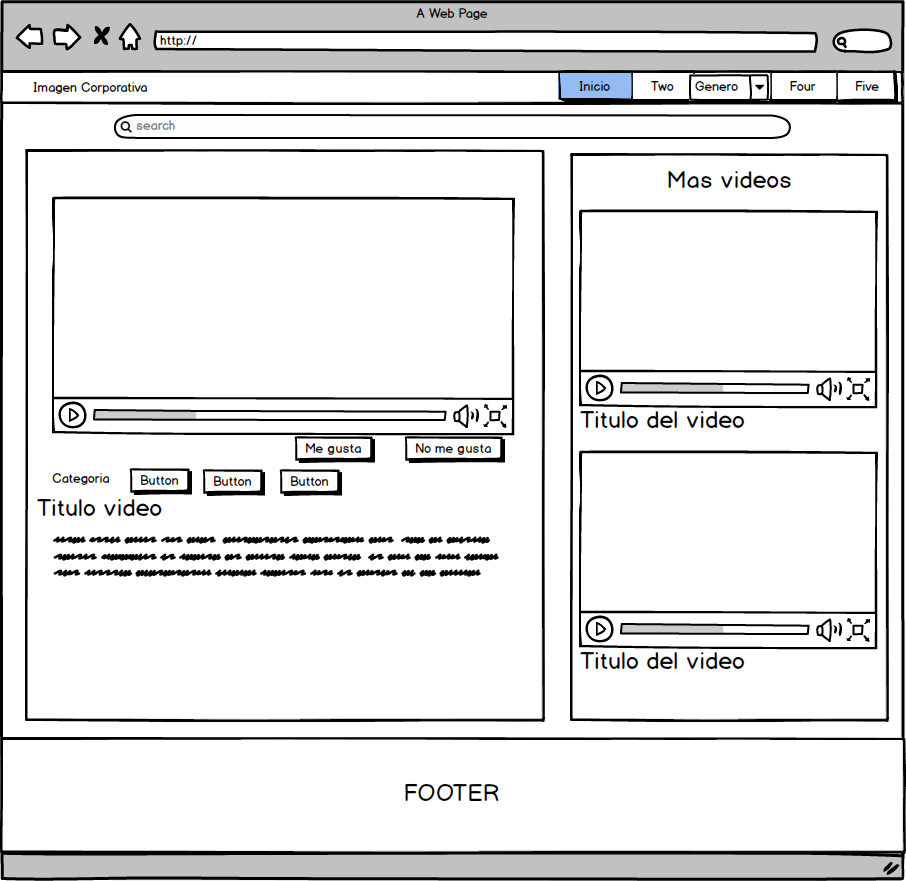 A Web Page
http://
Imagen Corporativa
Inicio
Two
Genero
Four
Five
search
Me gusta
No me gusta
Categoria
Button
Button
Button
Titulo video
Mas videos
Titulo del video
Titulo del video
FOOTER